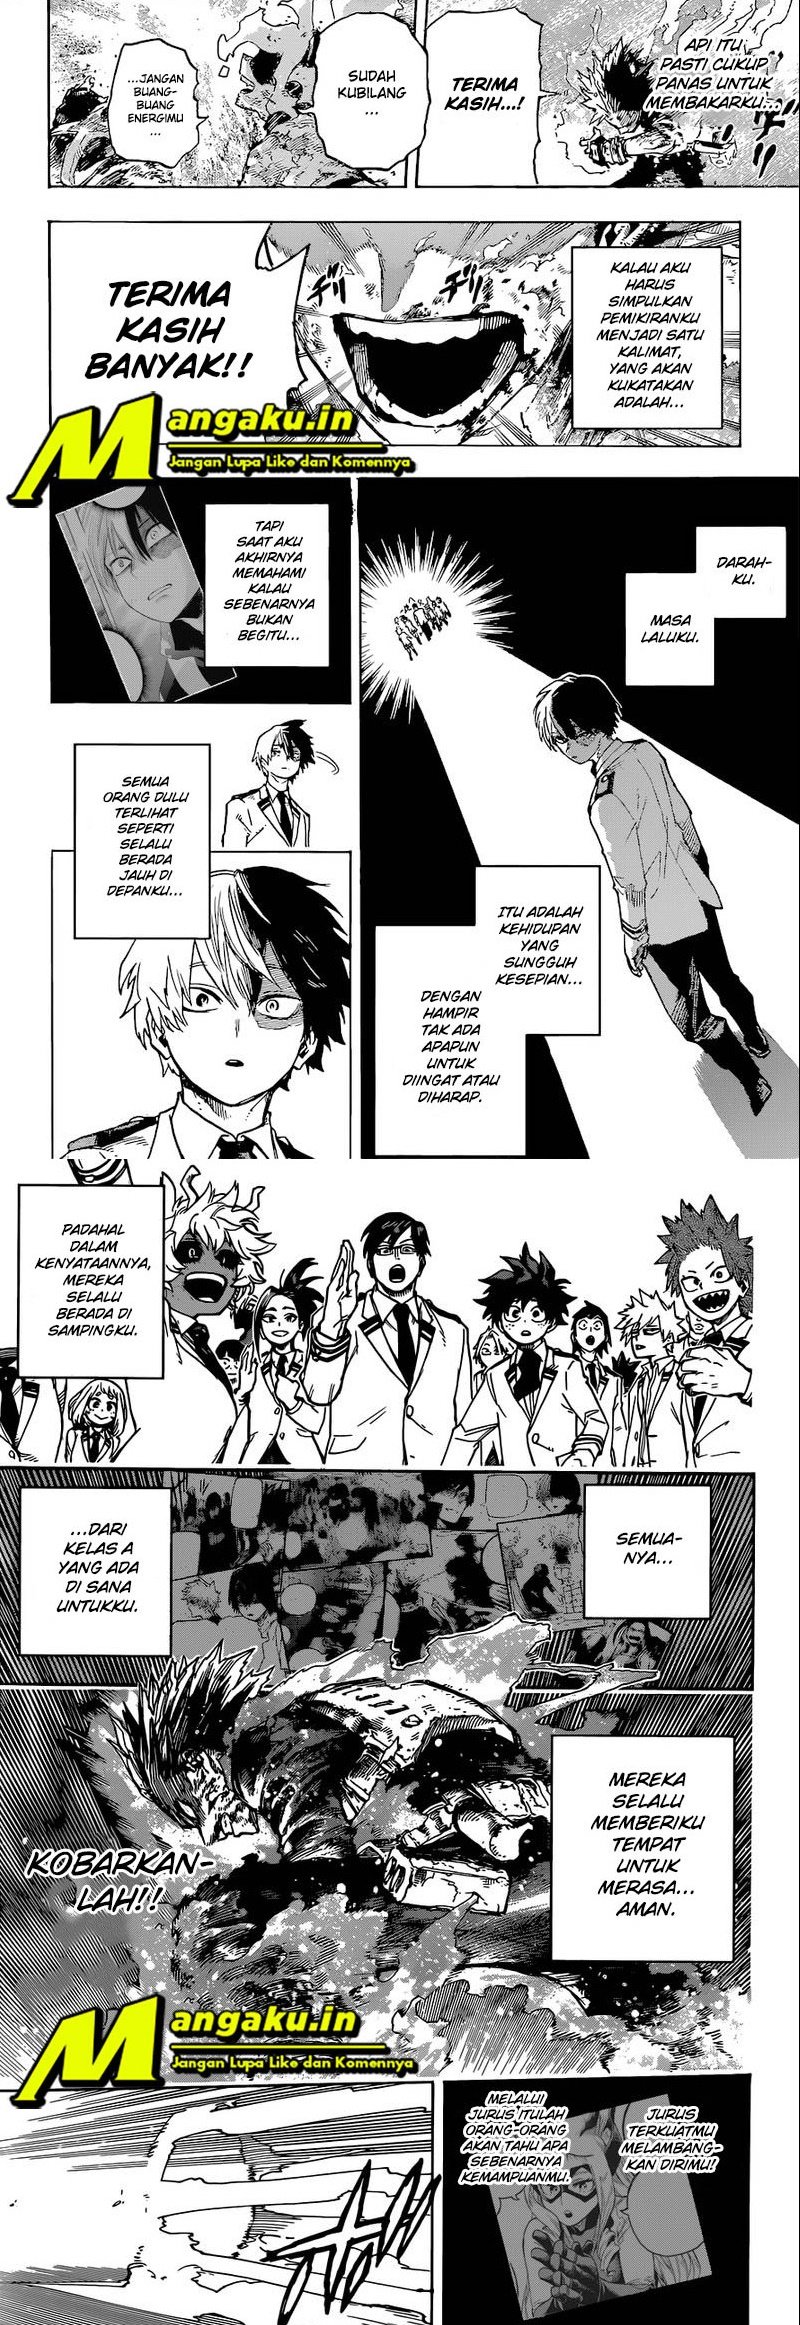 API ITU
PASTI CUKUP
PANAS UNTUK
MEMBAKARKU...
TERIMA
KASIH...!
SUDAH
KUBILANG
...
...JANGAN
BUANG-
BUANG
ENERGIMU
...
KALAU AKU
HARUS
SIMPULKAN
PEMIKIRANKU
MENJADI SATU
KALIMAT,
YANG AKAN
KUKATAKAN
ADALAH...
TERIMA
KASIH
BANYAK!!
Mangaku.in
Jangan Lupa Like dan Komennya
DARAH-
KU.
MASA
LALUKU.
ITU ADALAH
KEHIDUPAN
YANG
SUNGGUH
KESEPIAN...
DENGAN
HAMPIR
TAK ADA
APAPUN
UNTUK
DIINGAT ATAU
DIHARAP.
TAPI
SAAT AKU
AKHIRNYA
MEMAHAMI
KALAU
SEBENARNYA
BUKAN
BEGITU...
SEMUA
ORANG DULU
TERLIHAT
SEPERTI
SELALU
BERADA
JAUH DI
DEPANKU...
PADAHAL
DALAM
KENYATAANNYA,
MEREKA
SELALU
BERADA DI
SAMPINGKU.
SEMUA-
NYA...
...DARI
KELAS A
YANG ADA
DI SANA
UNTUKKU.
MEREKA
SELALU
MEMBERIKU
TEMPAT
UNTUK
MERASA...
AMAN.
KOBARKAN-
LAH!!
Mangaku.in
Jangan Lupa Like dan Komennya
JURUS
TERKUATMU
MELAMBANG-
KAN DIRIMU!
MELALUI
JURUS ITULAH
ORANG-ORANG
AKAN TAHU APA
SEBENARNYA
KEMAMPUANMU.